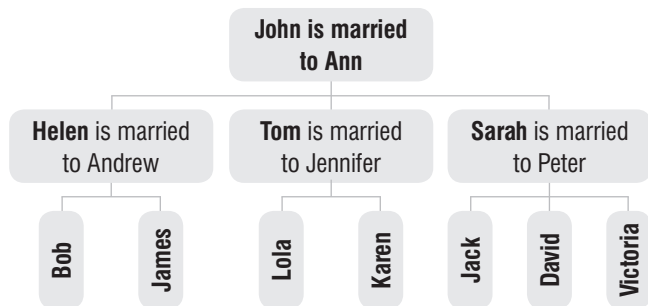 John is married
to Ann
Helen is married
to Andrew
Tom is married
to Jennifer
Sarah is married
to Peter
Bob
James
Lola
Karen
Jack
David
Victoria